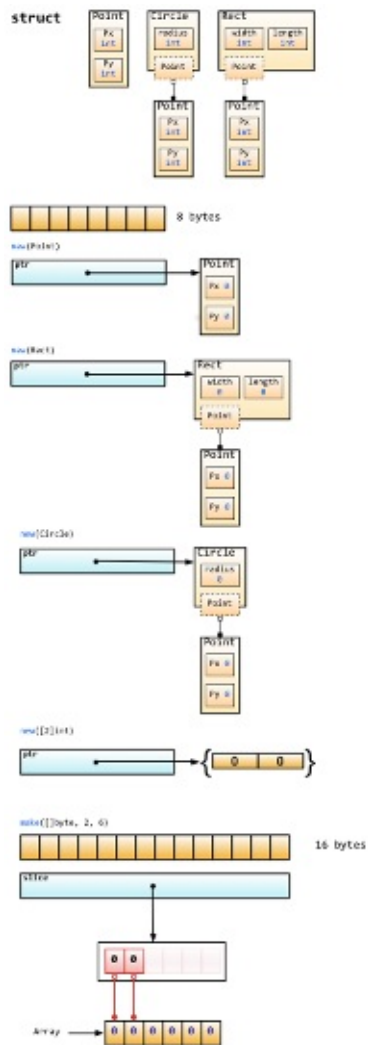 struct
Point
Px
int
Py
int
Circle
radius
int
Point
Rect
width
int
length
int
Point
Point
Px
int
Py
int
Point
Px
int
Py
int
8 bytes
new(Point)
ptr
Point
Px 0
Py 0
new(Rect)
ptr
Rect
width
0
length
0
Point
Point
Px 0
Py 0
new(Circle)
ptr
Circle
radius
0
Point
Point
Px 0
Py 0
new([2]int)
ptr
{ 0 0 }
make([]byte, 2, 6)
16 bytes
slice
0 0
Array
0 0 0 0 0 0